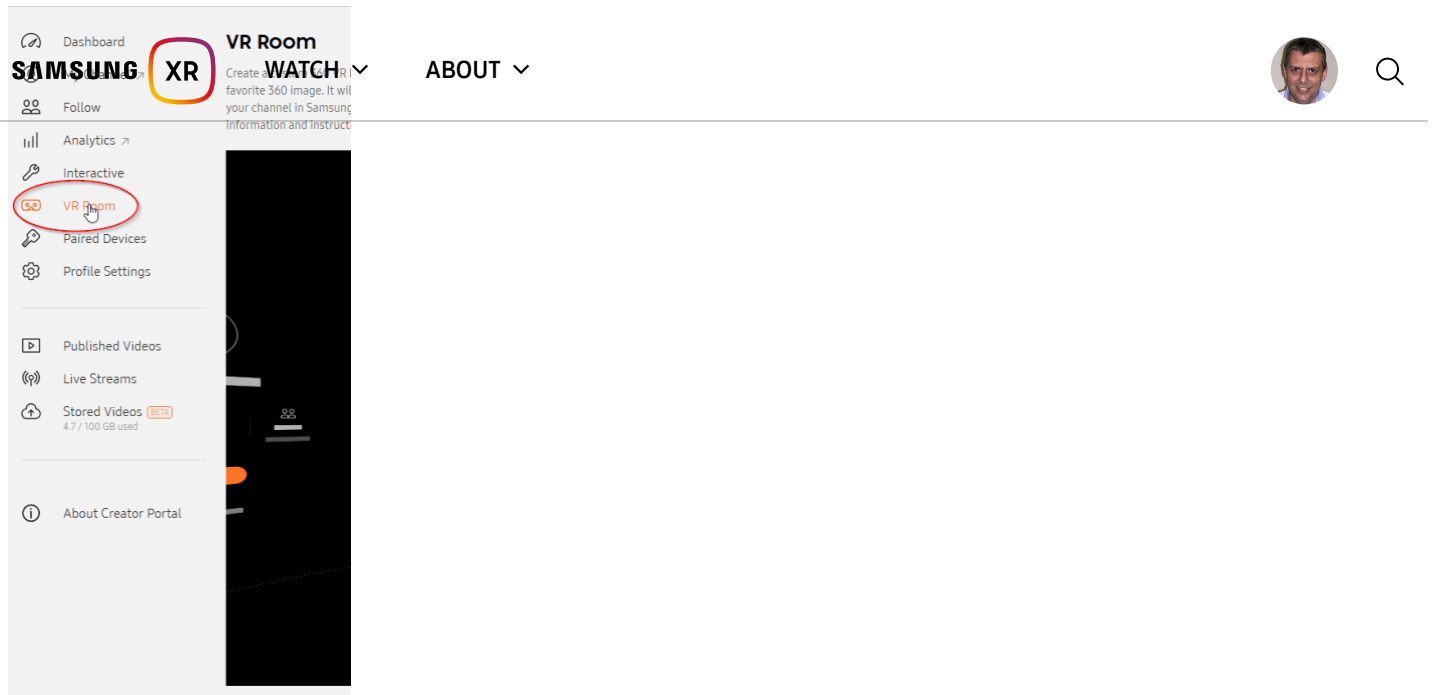 SAMSUNG XR WATCH ABOUT
Dashboard
Follow
Analytics
Interactive
VR Room
Paired Devices
Profile Settings
Published Videos
Live Streams
Stored Videos BETA
4.7 / 100 GB used
About Creator Portal
VR Room
Create a
favorite 360 image. It wil
your channel in Samsung
information and instructi